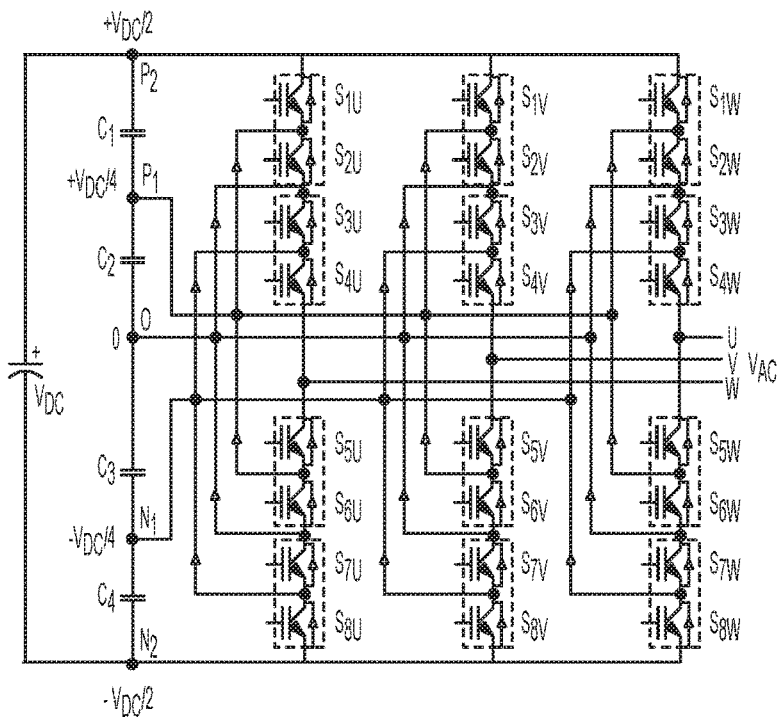 +VDC/2
P2
S1U S1V S1W
C1
S2U S2V S2W
+VDC/4 P1
S3U S3V S3W
C2
S4U S4V S4W
O
0 U
+ V VAC
VDC W
S5U S5V S5W
C3
S6U S6V S6W
N1
-VDC/4
S7U S7V S7W
C4
S8U S8V S8W
N2
-VDC/2